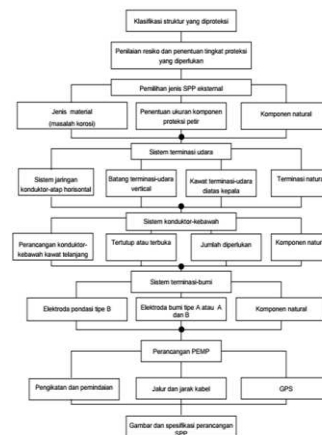 Klasifikasi struktur yang diproteksi
Penilaian resiko dan penentuan tingkat proteksi
yang diperlukan
Pemilihan jenis SPP eksternal
Jenis material
(masalah korosi)
Penentuan ukuran komponen
proteksi petir
Komponen natural
Sistem terminasi udara
Sistem jaringan
konduktor-atap horisontal
Batang terminasi-udara
vertical
Kawat terminasi-udara
diatas kepala
Terminasi natural
Sistem konduktor-kebawah
Perancangan konduktor-
kebawah kawat telanjang
Tertutup atau terbuka
Jumlah diperlukan
Komponen natural
Sistem terminasi-bumi
Elektroda pondasi tipe B
Elektroda bumi tipe A atau A
dan B
Komponen natural
Perancangan PEMP
Pengikatan dan pemindaian
Jalur dan jarak kabel
GPS
Gambar dan spesifikasi perancangan
SPP